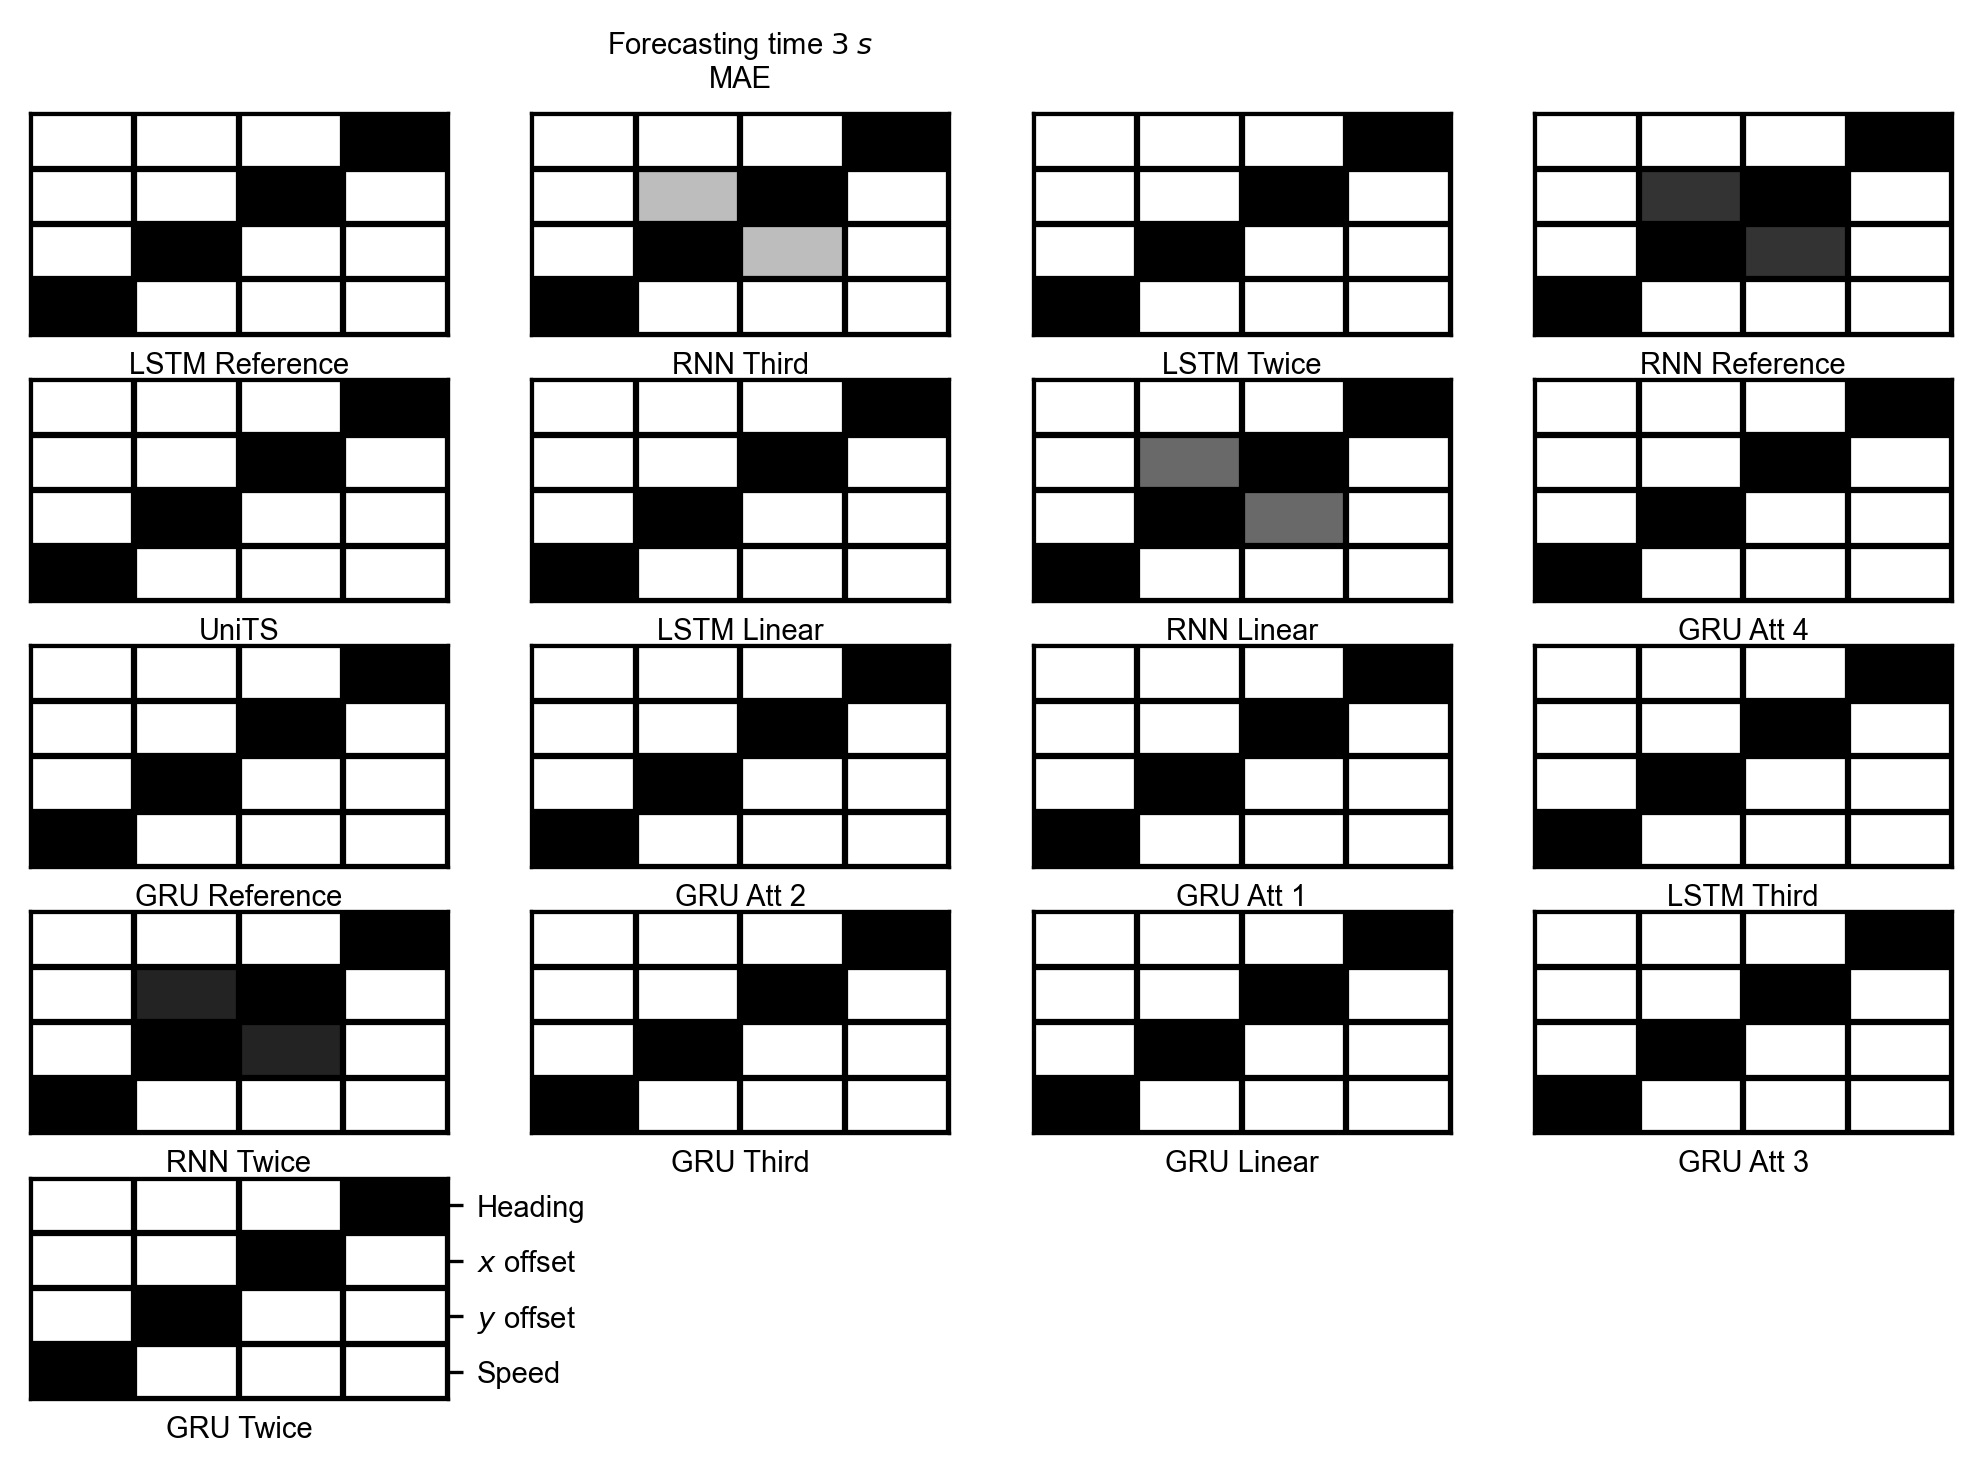 Forecasting time 3 s
MAE
LSTM Reference
RNN Third
LSTM Twice
RNN Reference
UniTS
LSTM Linear
RNN Linear
GRU Att 4
GRU Reference
GRU Att 2
GRU Att 1
LSTM Third
RNN Twice
GRU Third
GRU Linear
GRU Att 3
Heading
x offset
y offset
Speed
GRU Twice